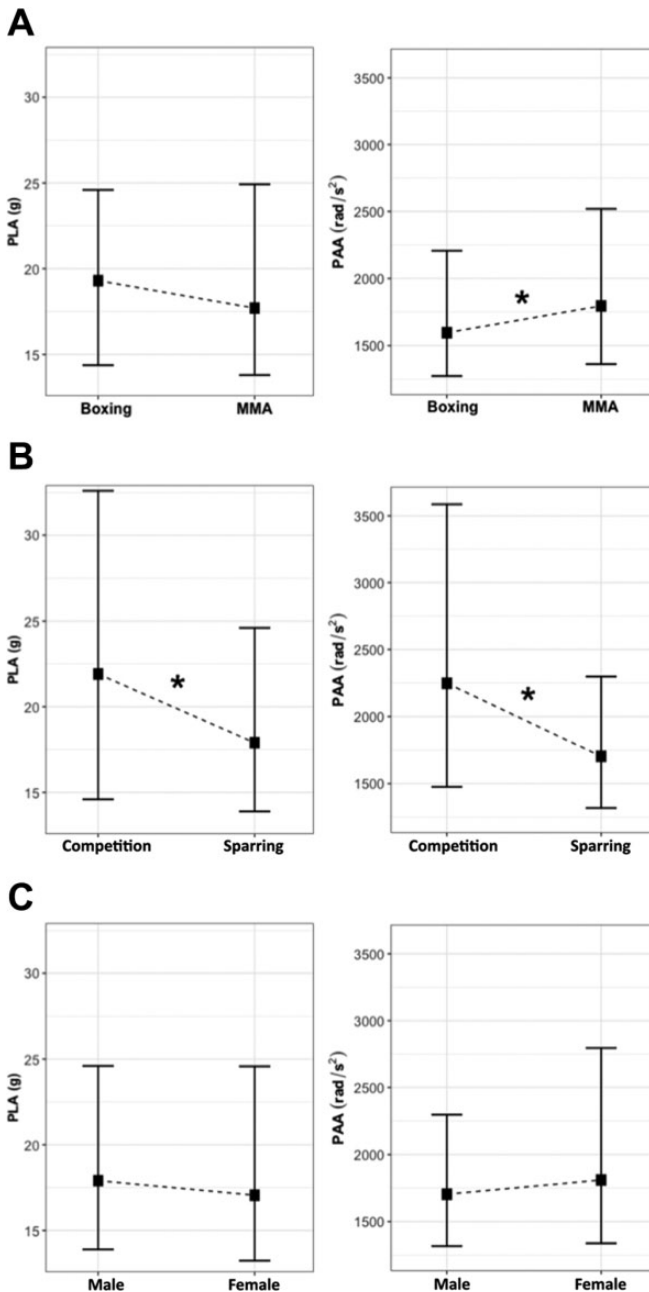 A
PLA (g)
30
25
20
15
Boxing MMA
PAA (rad/s²)
3500
3000
2500
2000
1500
*
Boxing MMA
B
PLA (g)
30
25
20
15
*
Competition Sparring
PAA (rad/s²)
3500
3000
2500
2000
1500
*
Competition Sparring
C
PLA (g)
30
25
20
15
Male Female
PAA (rad/s²)
3500
3000
2500
2000
1500
Male Female